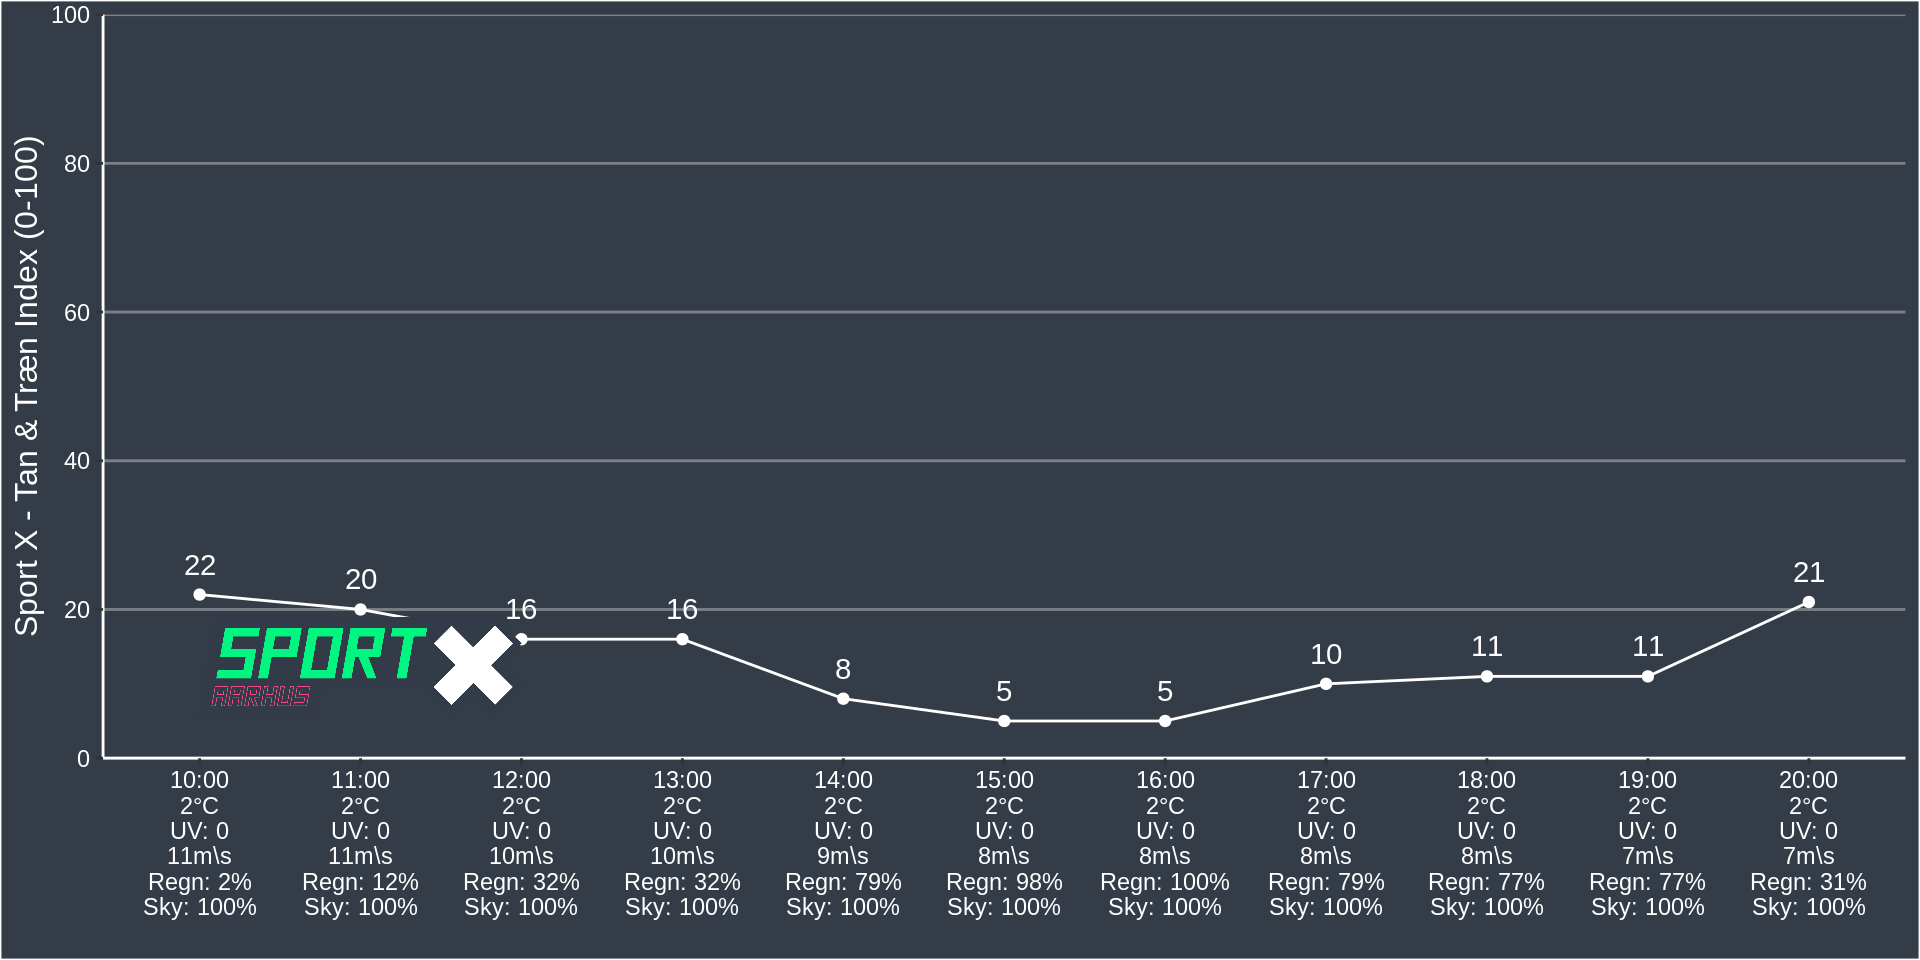 Sport X - Tan & Træn Index (0-100)
100
80
60
40
20
0
22
20
16
16
8
5
5
10
11
11
21
SPORT X
AARHUS
10:00 11:00 12:00 13:00 14:00 15:00 16:00 17:00 18:00 19:00 20:00
2°C 2°C 2°C 2°C 2°C 2°C 2°C 2°C 2°C 2°C 2°C
UV: 0 UV: 0 UV: 0 UV: 0 UV: 0 UV: 0 UV: 0 UV: 0 UV: 0 UV: 0 UV: 0
11m\s 11m\s 10m\s 10m\s 9m\s 8m\s 8m\s 8m\s 8m\s 7m\s 7m\s
Regn: 2% Regn: 12% Regn: 32% Regn: 32% Regn: 79% Regn: 98% Regn: 100% Regn: 79% Regn: 77% Regn: 77% Regn: 31%
Sky: 100% Sky: 100% Sky: 100% Sky: 100% Sky: 100% Sky: 100% Sky: 100% Sky: 100% Sky: 100% Sky: 100% Sky: 100%